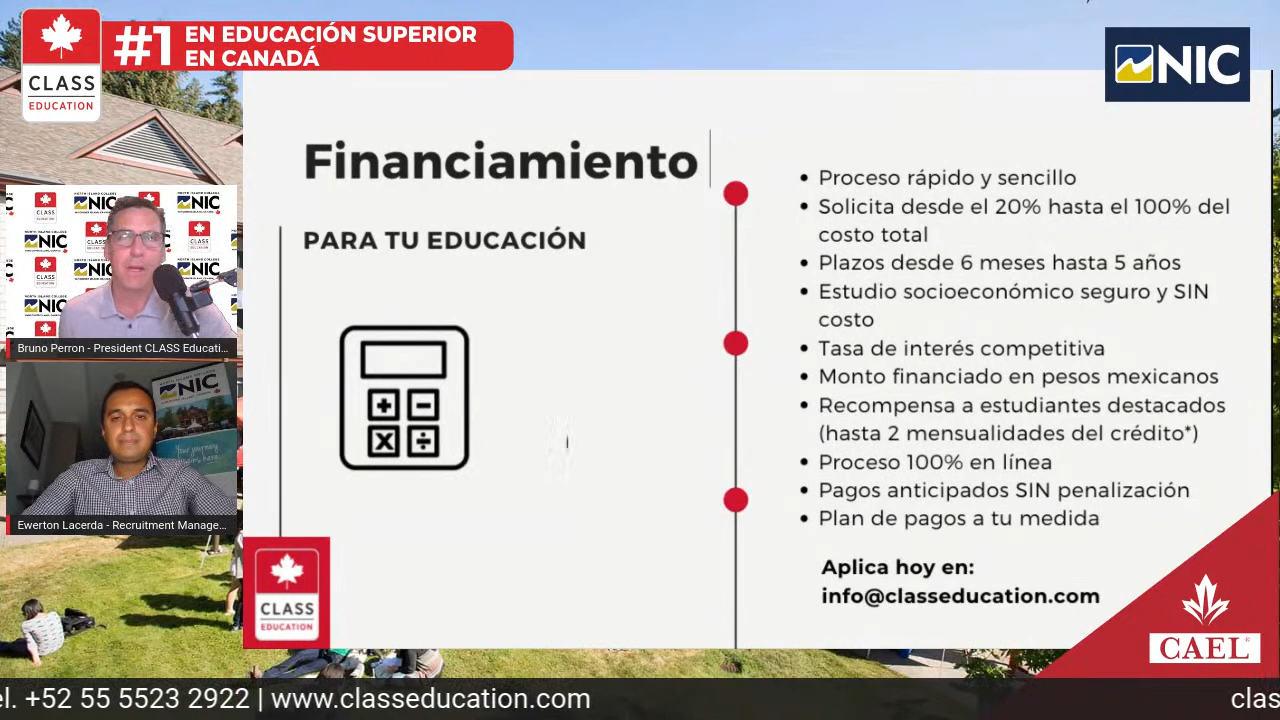 #1 EN EDUCACIÓN SUPERIOR
EN CANADÁ
CLASS
EDUCATION
NIC
Financiamiento
PARA TU EDUCACIÓN
• Proceso rápido y sencillo
• Solicita desde el 20% hasta el 100% del
costo total
• Plazos desde 6 meses hasta 5 años
• Estudio socioeconómico seguro y SIN
costo
• Tasa de interés competitiva
• Monto financiado en pesos mexicanos
• Recompensa a estudiantes destacados
(hasta 2 mensualidades del crédito*)
• Proceso 100% en línea
• Pagos anticipados SIN penalización
• Plan de pagos a tu medida
Aplica hoy en:
info@classeducation.com
Bruno Perron - President CLASS Educati...
NIC
Your journey
begins here.
Ewerton Lacerda - Recruitment Manage...
CLASS
EDUCATION
CAEL
el. +52 55 5523 2922 | www.classeducation.com
clas